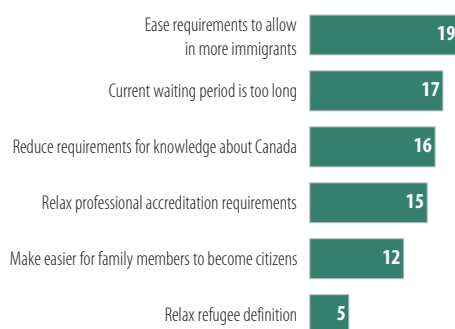 Ease requirements to allow
in more immigrants
19
Current waiting period is too long
17
Reduce requirements for knowledge about Canada
16
Relax professional accreditation requirements
15
Make easier for family members to become citizens
12
Relax refugee definition
5